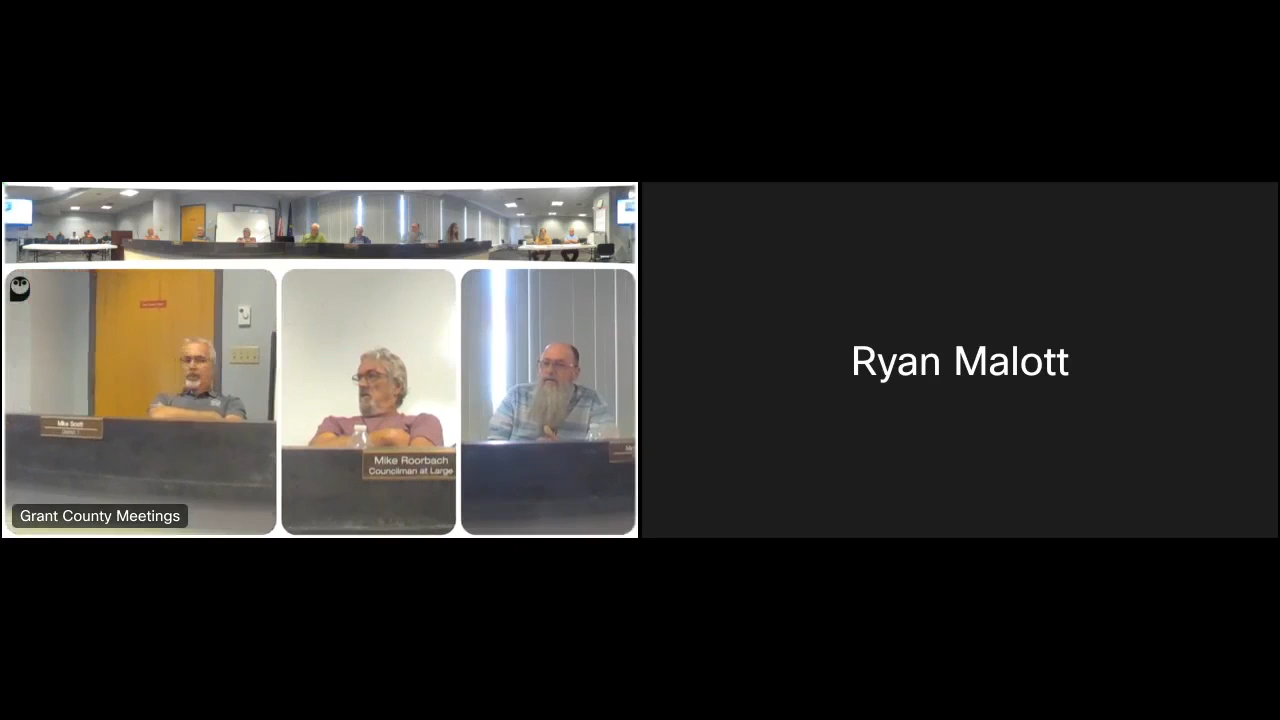 Mike Scott
Mike Roorbach
Councilman at Large
Grant County Meetings
Ryan Malott